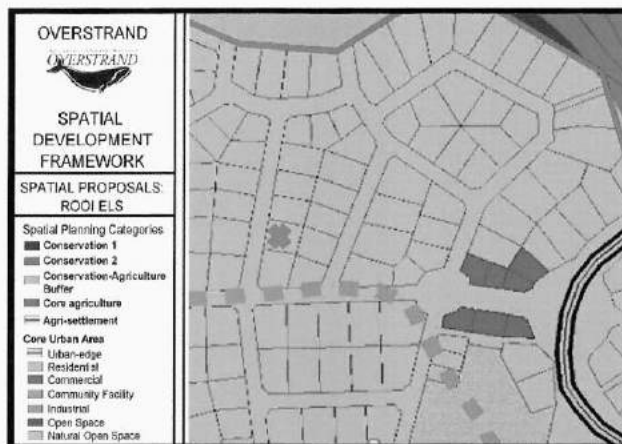 OVERSTRAND
OVERSTRAND
SPATIAL
DEVELOPMENT
FRAMEWORK
SPATIAL PROPOSALS:
ROOI ELS
Spatial Planning Categories
Conservation 1
Conservation 2
Conservation-Agriculture
Buffer
Core agriculture
Agri-settlement
Core Urban Area
Urban-edge
Residential
Commercial
Community Facility
Industrial
Open Space
Natural Open Space